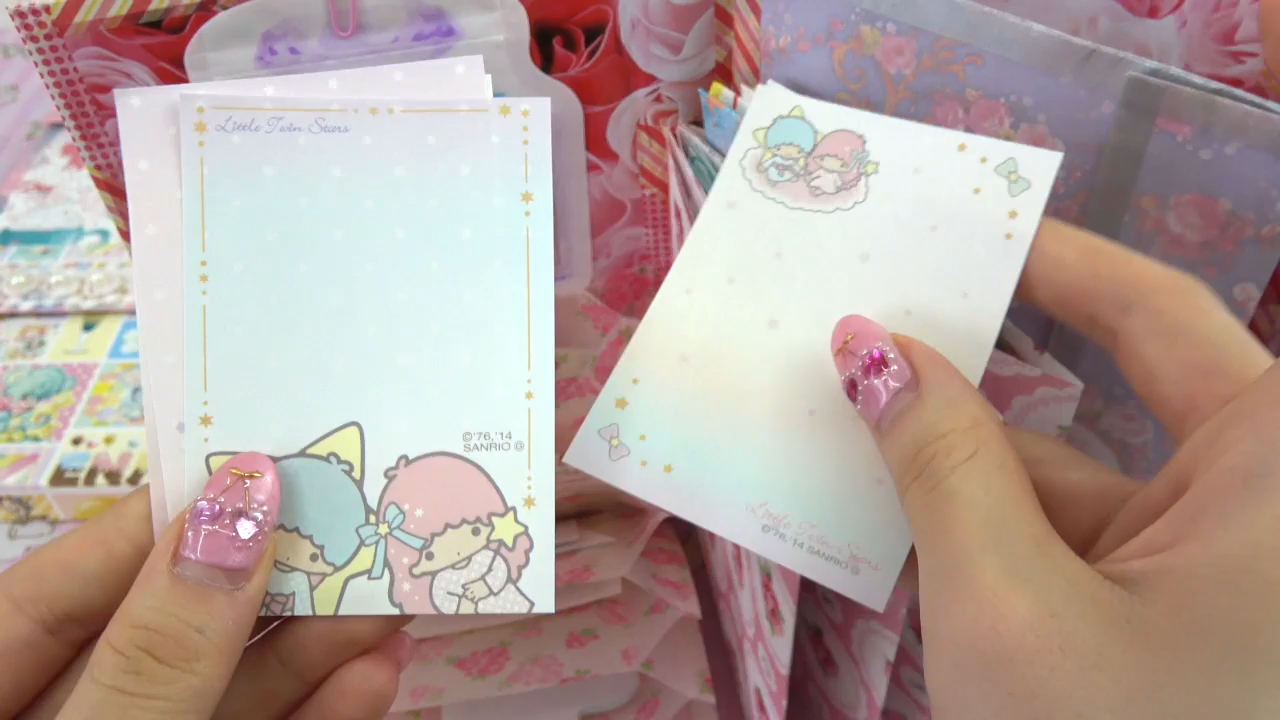 Little Twin Stars
©'76,'14
SANRIO Ⓖ
Little Twin Stars
©'76,'14 SANRIO Ⓖ